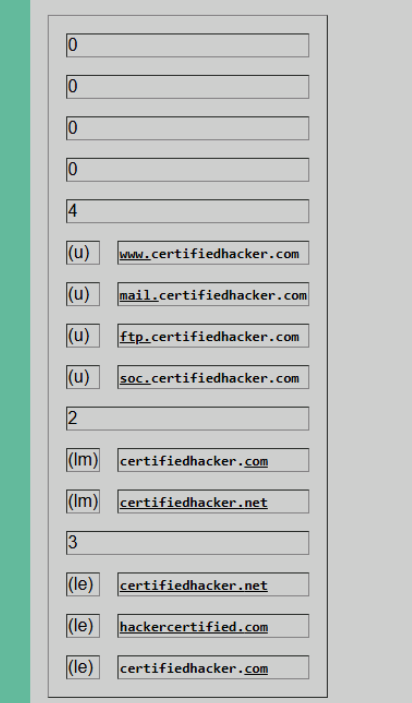 0
0
0
0
4
(u) www.certifiedhacker.com
(u) mail.certifiedhacker.com
(u) ftp.certifiedhacker.com
(u) soc.certifiedhacker.com
2
(lm) certifiedhacker.com
(lm) certifiedhacker.net
3
(le) certifiedhacker.net
(le) hackercertified.com
(le) certifiedhacker.com